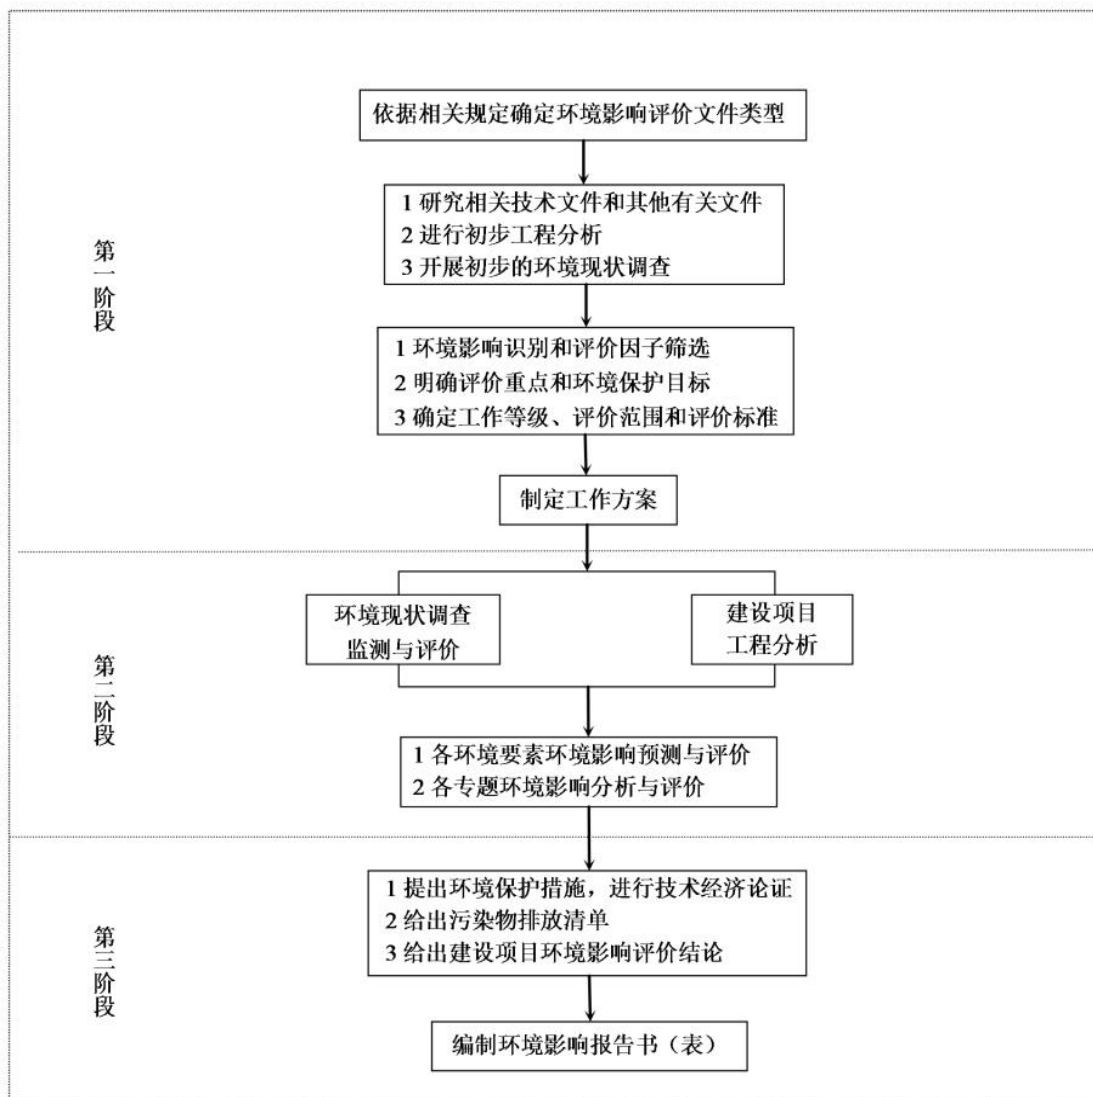 依据相关规定确定环境影响评价文件类型
1 研究相关技术文件和其他有关文件
2 进行初步工程分析
3 开展初步的环境现状调查
第一阶段
1 环境影响识别和评价因子筛选
2 明确评价重点和环境保护目标
3 确定工作等级、评价范围和评价标准
制定工作方案
环境现状调查
监测与评价
建设项目
工程分析
第二阶段
1 各环境要素环境影响预测与评价
2 各专题环境影响分析与评价
1 提出环境保护措施，进行技术经济论证
2 给出污染物排放清单
3 给出建设项目环境影响评价结论
第三阶段
编制环境影响报告书（表）